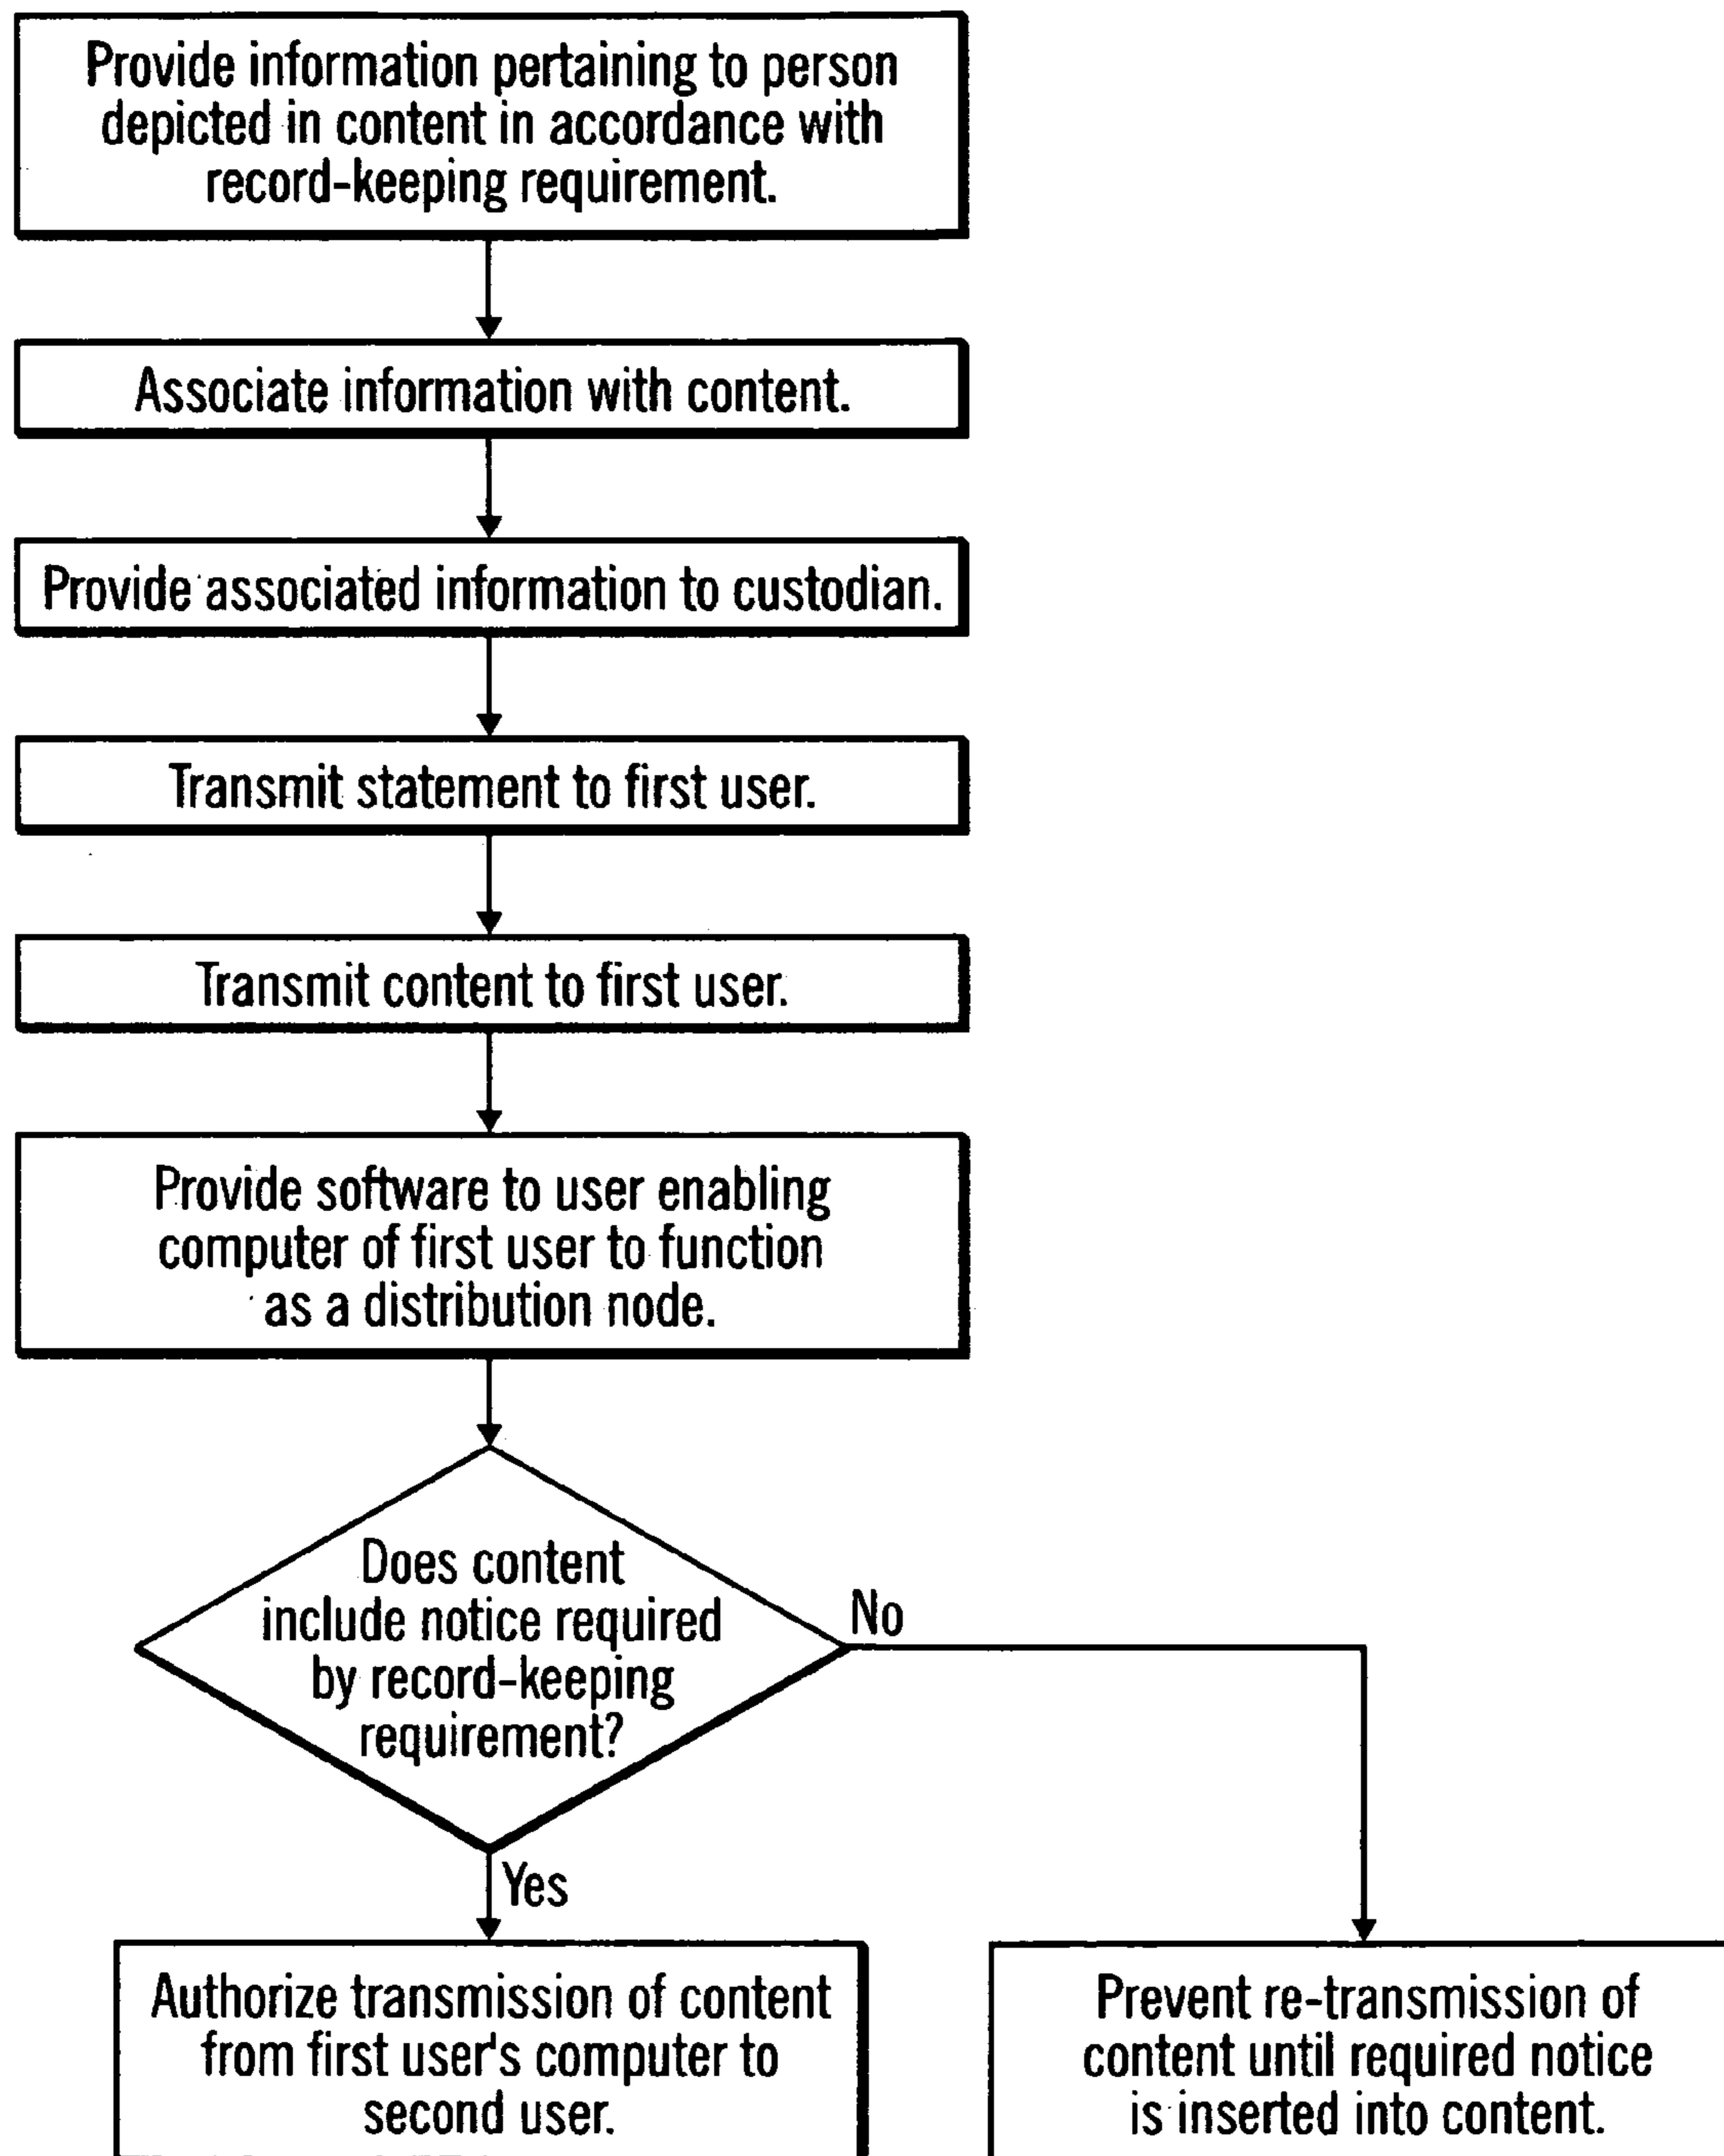 Provide information pertaining to person
depicted in content in accordance with
record-keeping requirement.
Associate information with content.
Provide associated information to custodian.
Transmit statement to first user.
Transmit content to first user.
Provide software to user enabling
computer of first user to function
as a distribution node.
Does content
include notice required
by record-keeping
requirement?
No
Yes
Authorize transmission of content
from first user's computer to
second user.
Prevent re-transmission of
content until required notice
is inserted into content.